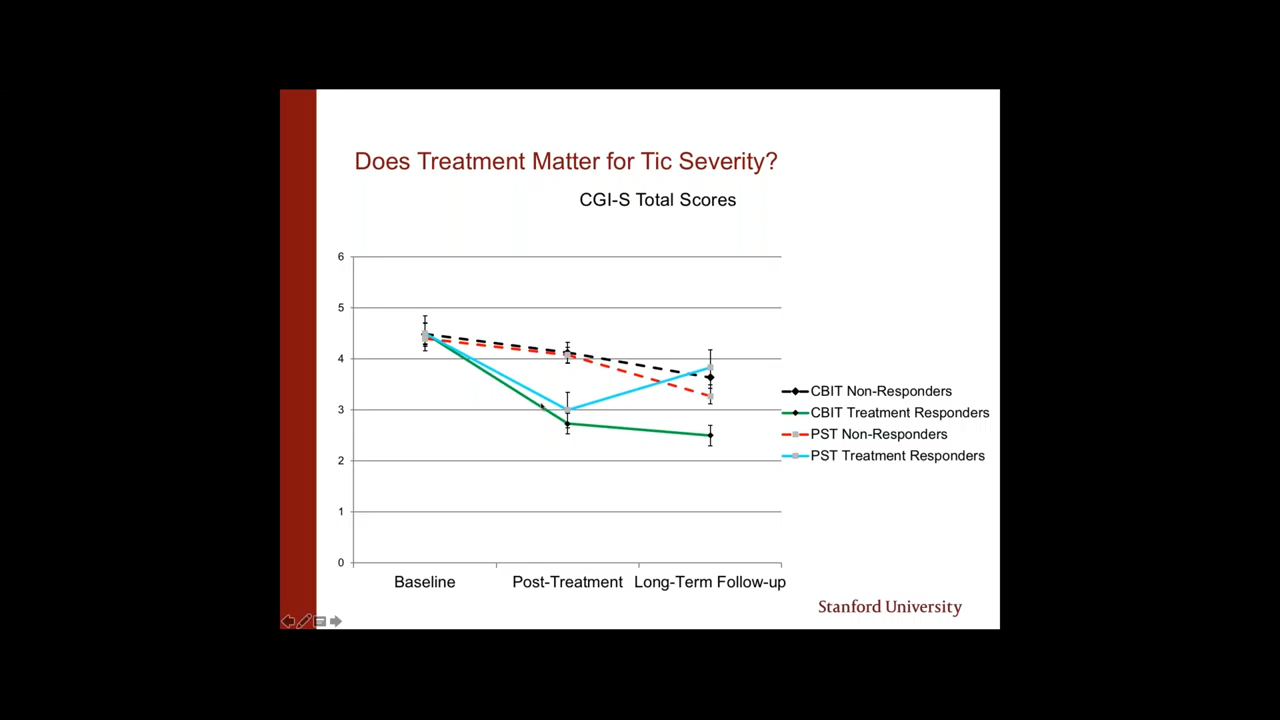 Does Treatment Matter for Tic Severity?
CGI-S Total Scores
6
5
4
3
2
1
0
CBIT Non-Responders
CBIT Treatment Responders
PST Non-Responders
PST Treatment Responders
Baseline Post-Treatment Long-Term Follow-up
Stanford University